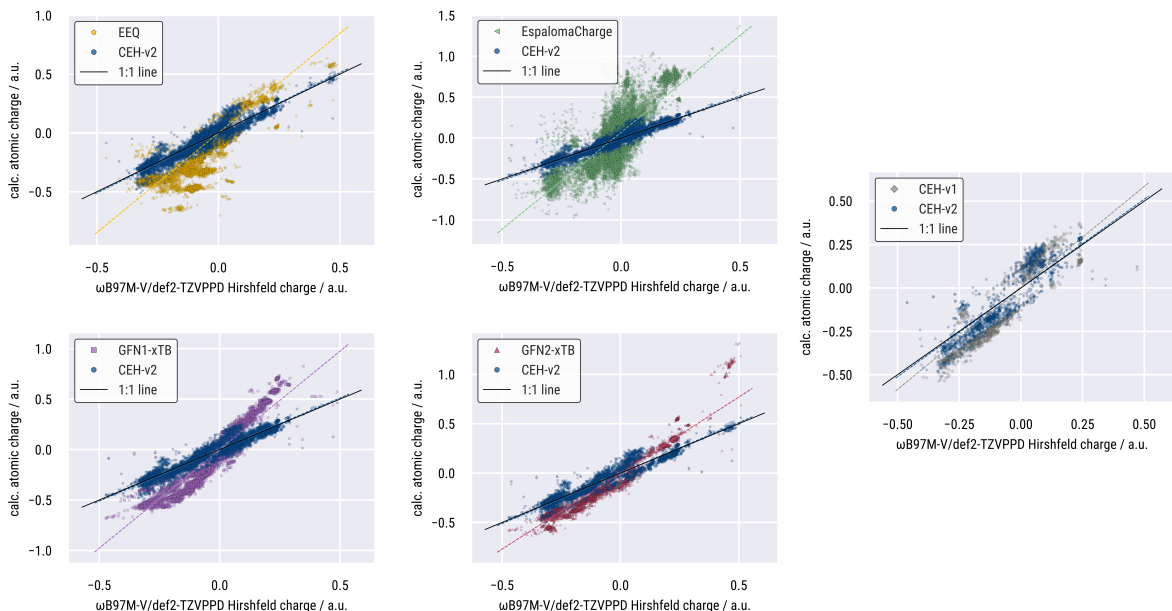 1.0
0.5
0.0
−0.5
calc. atomic charge / a.u.
EEQ
CEH-v2
1:1 line
−0.5
0.0
0.5
ωB97M-V/def2-TZVPPD Hirshfeld charge / a.u.
1.5
1.0
0.5
0.0
−0.5
−1.0
calc. atomic charge / a.u.
EspalomaCharge
CEH-v2
1:1 line
−0.5
0.0
0.5
ωB97M-V/def2-TZVPPD Hirshfeld charge / a.u.
0.50
0.25
0.00
−0.25
−0.50
calc. atomic charge / a.u.
CEH-v1
CEH-v2
1:1 line
−0.50
−0.25
0.00
0.25
0.50
ωB97M-V/def2-TZVPPD Hirshfeld charge / a.u.
1.0
0.5
0.0
−0.5
−1.0
calc. atomic charge / a.u.
GFN1-xTB
CEH-v2
1:1 line
−0.5
0.0
0.5
ωB97M-V/def2-TZVPPD Hirshfeld charge / a.u.
1.0
0.5
0.0
−0.5
calc. atomic charge / a.u.
GFN2-xTB
CEH-v2
1:1 line
−0.5
0.0
0.5
ωB97M-V/def2-TZVPPD Hirshfeld charge / a.u.